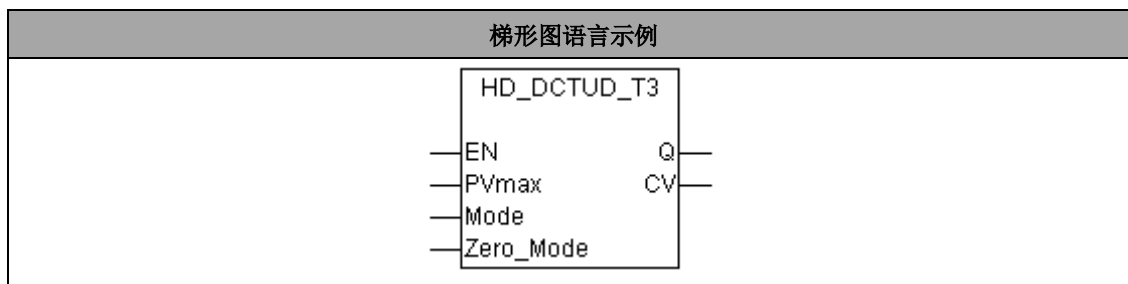 梯形图语言示例
HD_DCTUD_T3
EN Q
PVmax CV
Mode
Zero_Mode